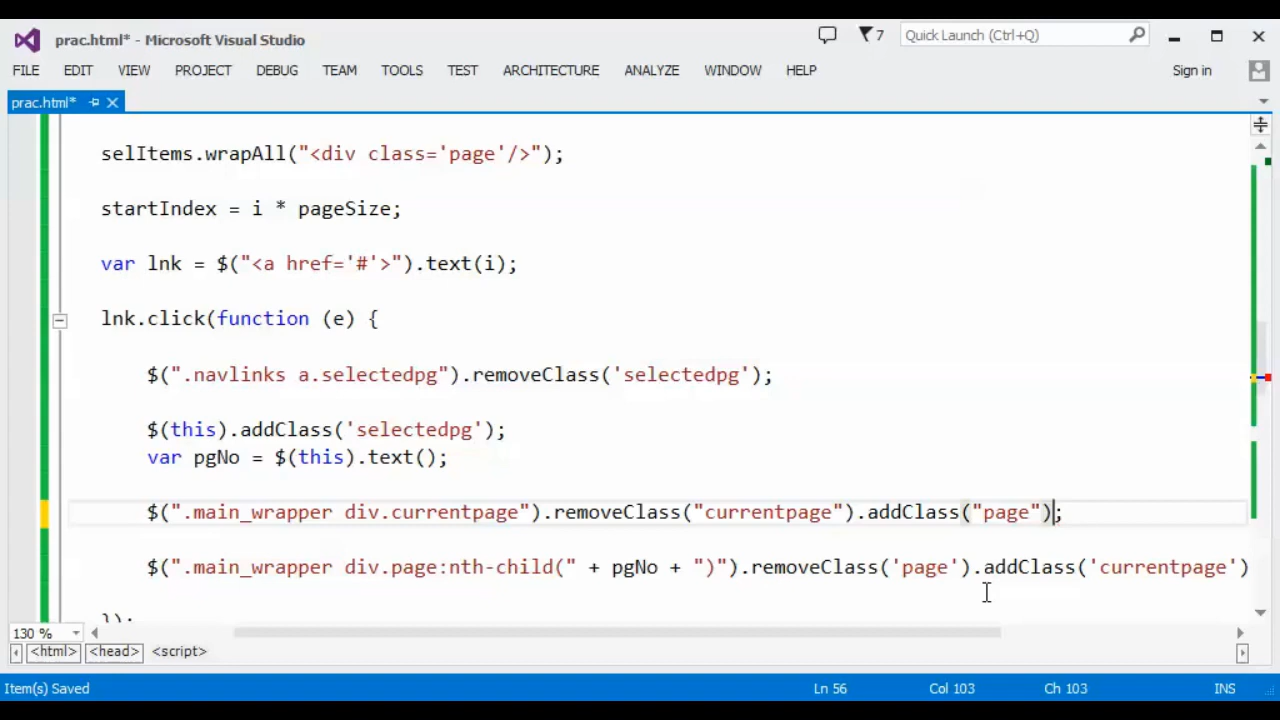 prac.html* - Microsoft Visual Studio
7
Quick Launch (Ctrl+Q)
FILE EDIT VIEW PROJECT DEBUG TEAM TOOLS TEST ARCHITECTURE ANALYZE WINDOW HELP Sign in
prac.html*
selItems.wrapAll("<div class='page'/>");
startIndex = i * pageSize;
var lnk = $("<a href='#'>").text(i);
lnk.click(function (e) {
$(".navlinks a.selectedpg").removeClass('selectedpg');
$(this).addClass('selectedpg');
var pgNo = $(this).text();
$(".main_wrapper div.currentpage").removeClass("currentpage").addClass("page");
$(".main_wrapper div.page:nth-child(" + pgNo + ")").removeClass('page').addClass('currentpage')
});
130 %
<html> <head> <script>
Item(s) Saved Ln 56 Col 103 Ch 103 INS